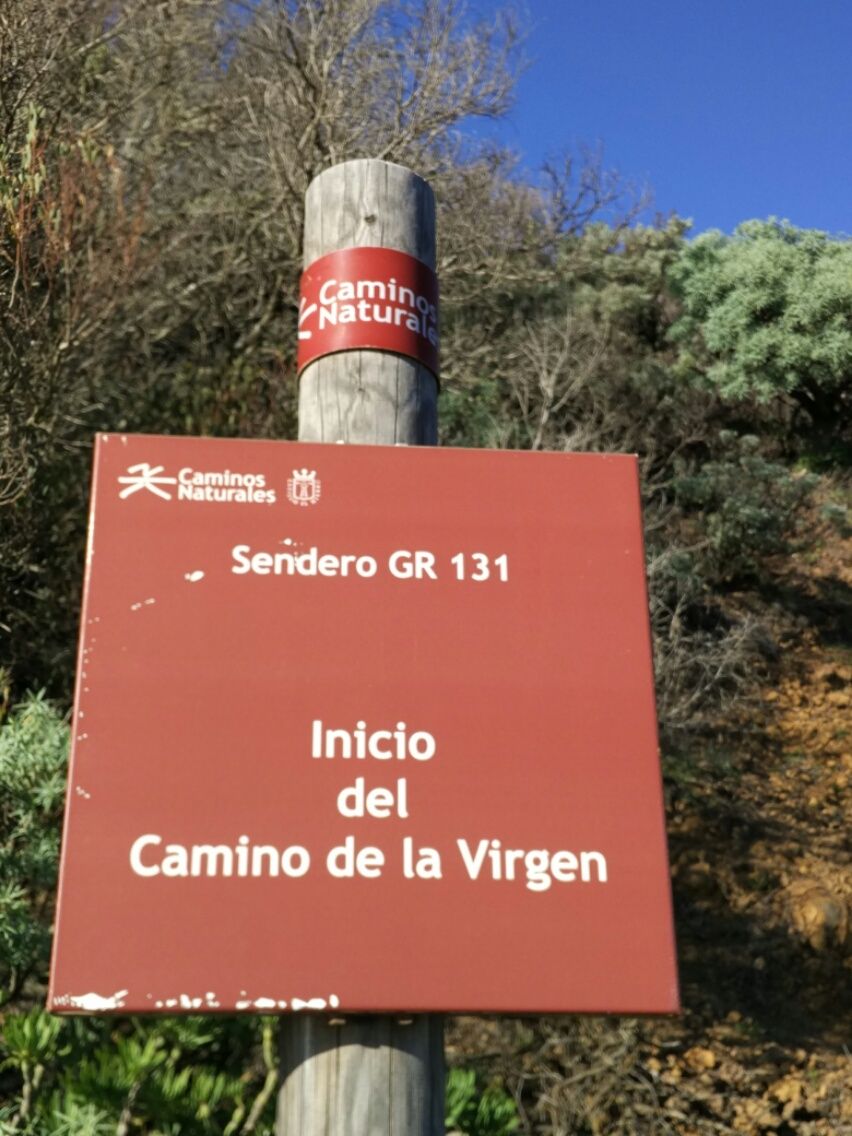 Caminos
Naturales
Caminos
Naturales
Sendero GR 131
Inicio
del
Camino de la Virgen